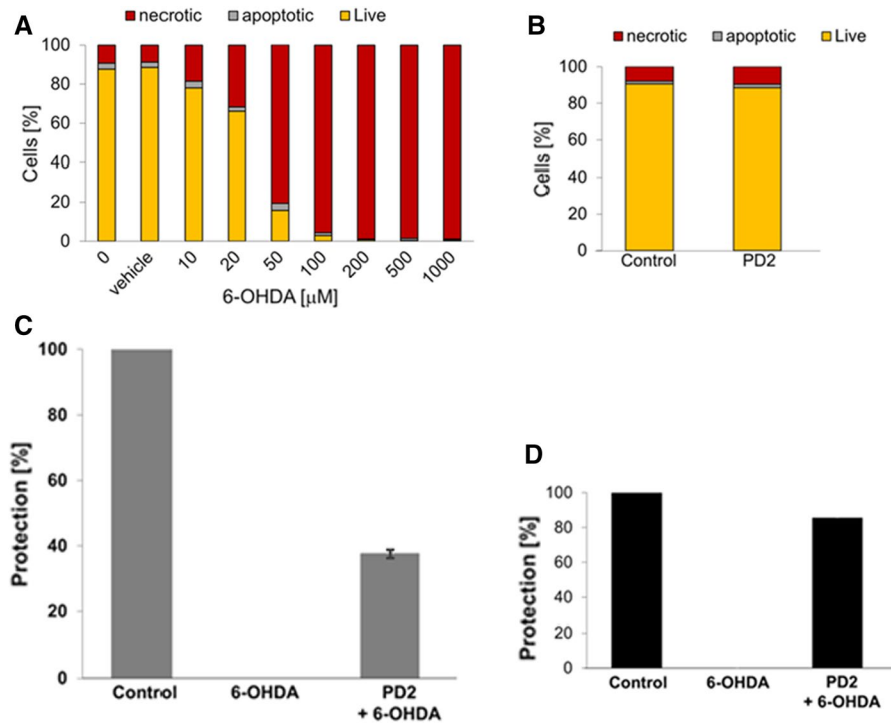 A
necrotic apoptotic Live
Cells [%]
100
80
60
40
20
0
0 vehicle 10 20 50 100 200 500 1000
6-OHDA [μM]
B
necrotic apoptotic Live
Cells [%]
100
80
60
40
20
0
Control PD2
C
Protection [%]
100
80
60
40
20
0
Control 6-OHDA PD2
+ 6-OHDA
D
Protection [%]
100
80
60
40
20
0
Control 6-OHDA PD2
+ 6-OHDA